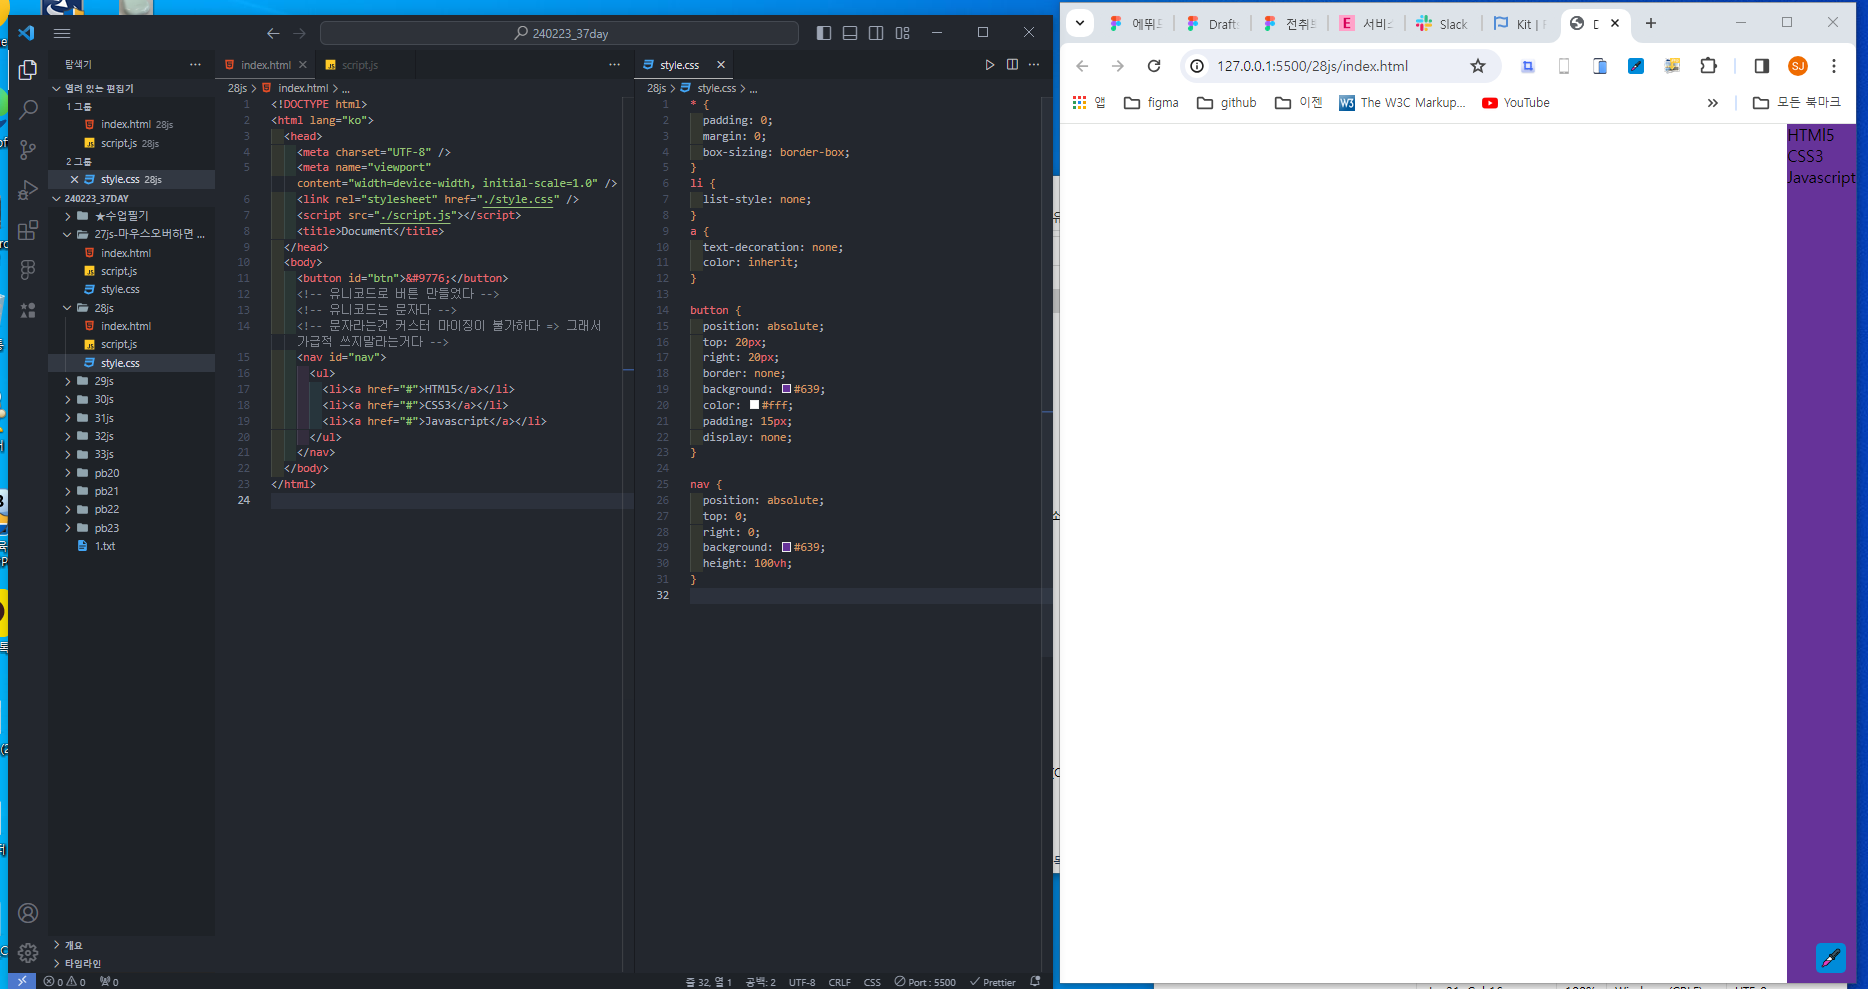 240223_37day
탐색기
열려 있는 편집기
1 그룹
index.html 28js
script.js 28js
2 그룹
style.css 28js
240223_37DAY
★수업필기
27js-마우스오버하면 ...
index.html
script.js
style.css
28js
index.html
script.js
style.css
29js
30js
31js
32js
33js
pb20
pb21
pb22
pb23
1.txt
개요
타임라인
index.html
script.js
28js > index.html > ...
1 <!DOCTYPE html>
2 <html lang="ko">
3 <head>
4 <meta charset="UTF-8" />
5 <meta name="viewport"
content="width=device-width, initial-scale=1.0" />
6 <link rel="stylesheet" href="./style.css" />
7 <script src="./script.js"></script>
8 <title>Document</title>
9 </head>
10 <body>
11 <button id="btn">&#9776;</button>
12 <!-- 유니코드로 버튼 만들었다 -->
13 <!-- 유니코드는 문자다 -->
14 <!-- 문자라는건 커스터 마이징이 불가하다 => 그래서
가급적 쓰지말라는거다 -->
15 <nav id="nav">
16 <ul>
17 <li><a href="#">HTMl5</a></li>
18 <li><a href="#">CSS3</a></li>
19 <li><a href="#">Javascript</a></li>
20 </ul>
21 </nav>
22 </body>
23 </html>
24
style.css
28js > style.css > ...
1 * {
2 padding: 0;
3 margin: 0;
4 box-sizing: border-box;
5 }
6 li {
7 list-style: none;
8 }
9 a {
10 text-decoration: none;
11 color: inherit;
12 }
13
14 button {
15 position: absolute;
16 top: 20px;
17 right: 20px;
18 border: none;
19 background: #639;
20 color: #fff;
21 padding: 15px;
22 display: none;
23 }
24
25 nav {
26 position: absolute;
27 top: 0;
28 right: 0;
29 background: #639;
30 height: 100vh;
31 }
32
0 0 0
줄 32, 열 1 공백: 2 UTF-8 CRLF CSS Port : 5500 Prettier
에뛰 Draft 전취 E 서비 Slack Kit |
127.0.0.1:5500/28js/index.html
SJ
앱 figma github 이젠 W3 The W3C Markup... YouTube » 모든 북마크
HTMl5
CSS3
Javascript